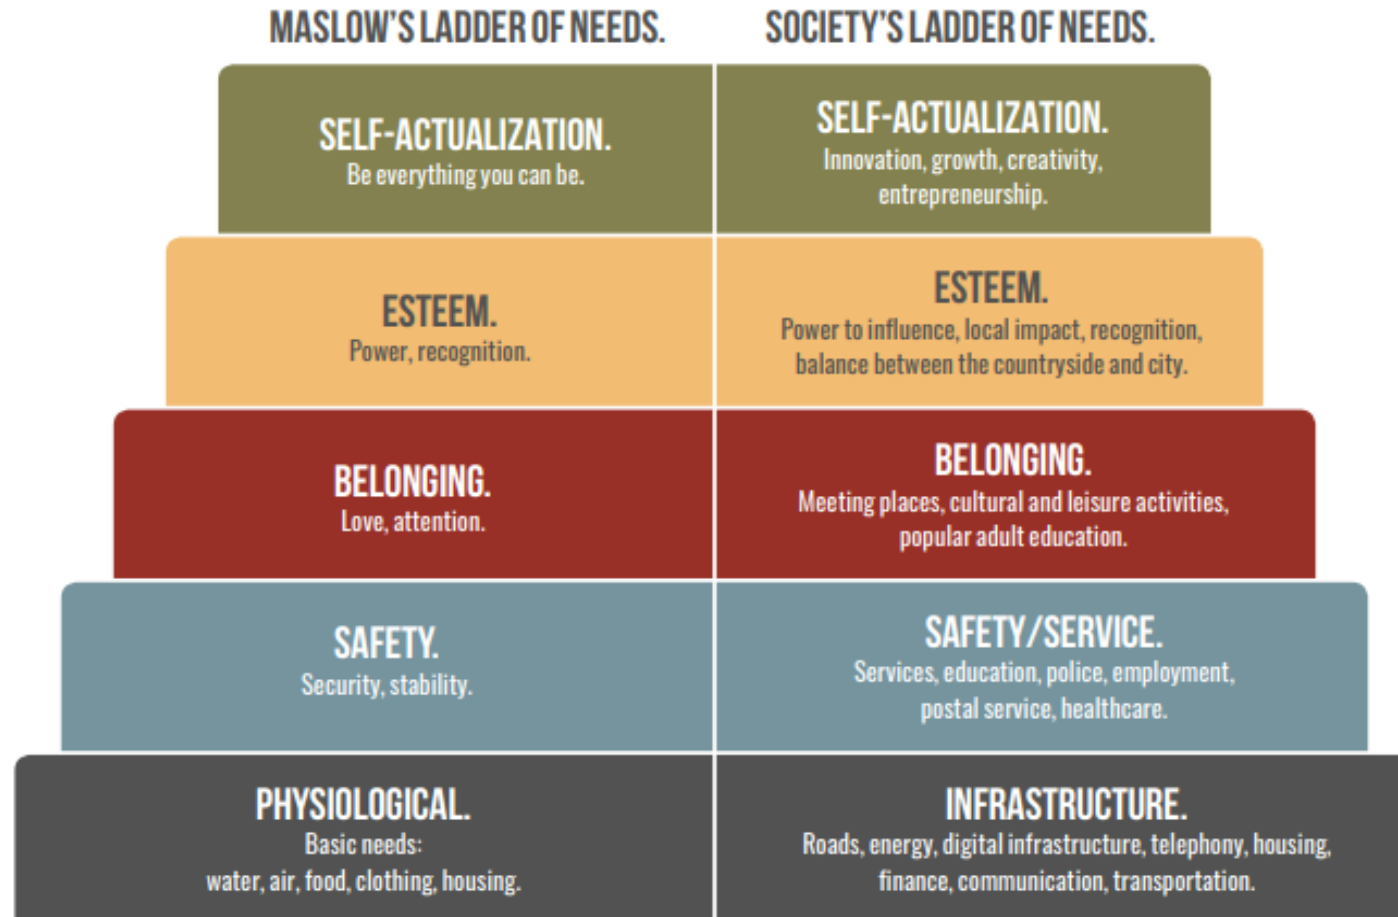 MASLOW'S LADDER OF NEEDS.
SOCIETY'S LADDER OF NEEDS.
SELF-ACTUALIZATION.
Be everything you can be.
SELF-ACTUALIZATION.
Innovation, growth, creativity,
entrepreneurship.
ESTEEM.
Power, recognition.
ESTEEM.
Power to influence, local impact, recognition,
balance between the countryside and city.
BELONGING.
Love, attention.
BELONGING.
Meeting places, cultural and leisure activities,
popular adult education.
SAFETY.
Security, stability.
SAFETY/SERVICE.
Services, education, police, employment,
postal service, healthcare.
PHYSIOLOGICAL.
Basic needs:
water, air, food, clothing, housing.
INFRASTRUCTURE.
Roads, energy, digital infrastructure, telephony, housing,
finance, communication, transportation.